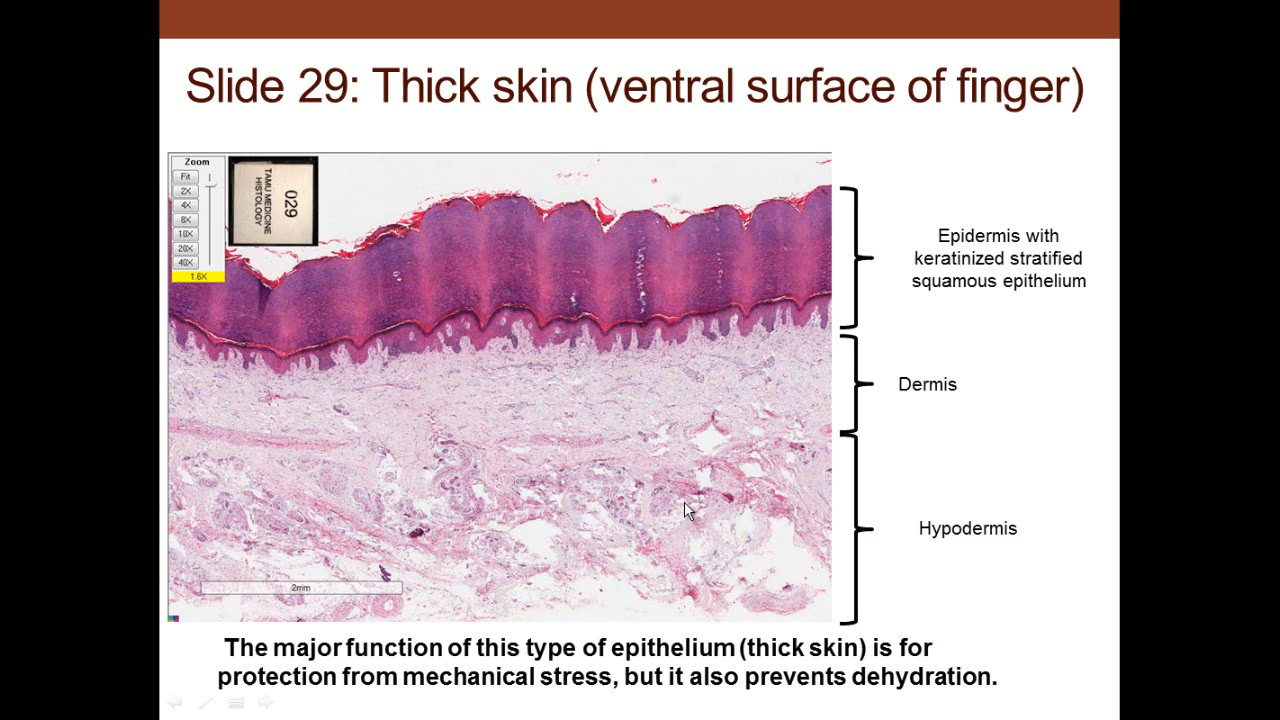 Slide 29: Thick skin (ventral surface of finger)
Zoom
Fit
2X
4X
8X
10X
20X
40X
1.6X
TAMU MEDICINE
HISTOLOGY
029
Epidermis with
keratinized stratified
squamous epithelium
Dermis
Hypodermis
2mm
The major function of this type of epithelium (thick skin) is for
protection from mechanical stress, but it also prevents dehydration.